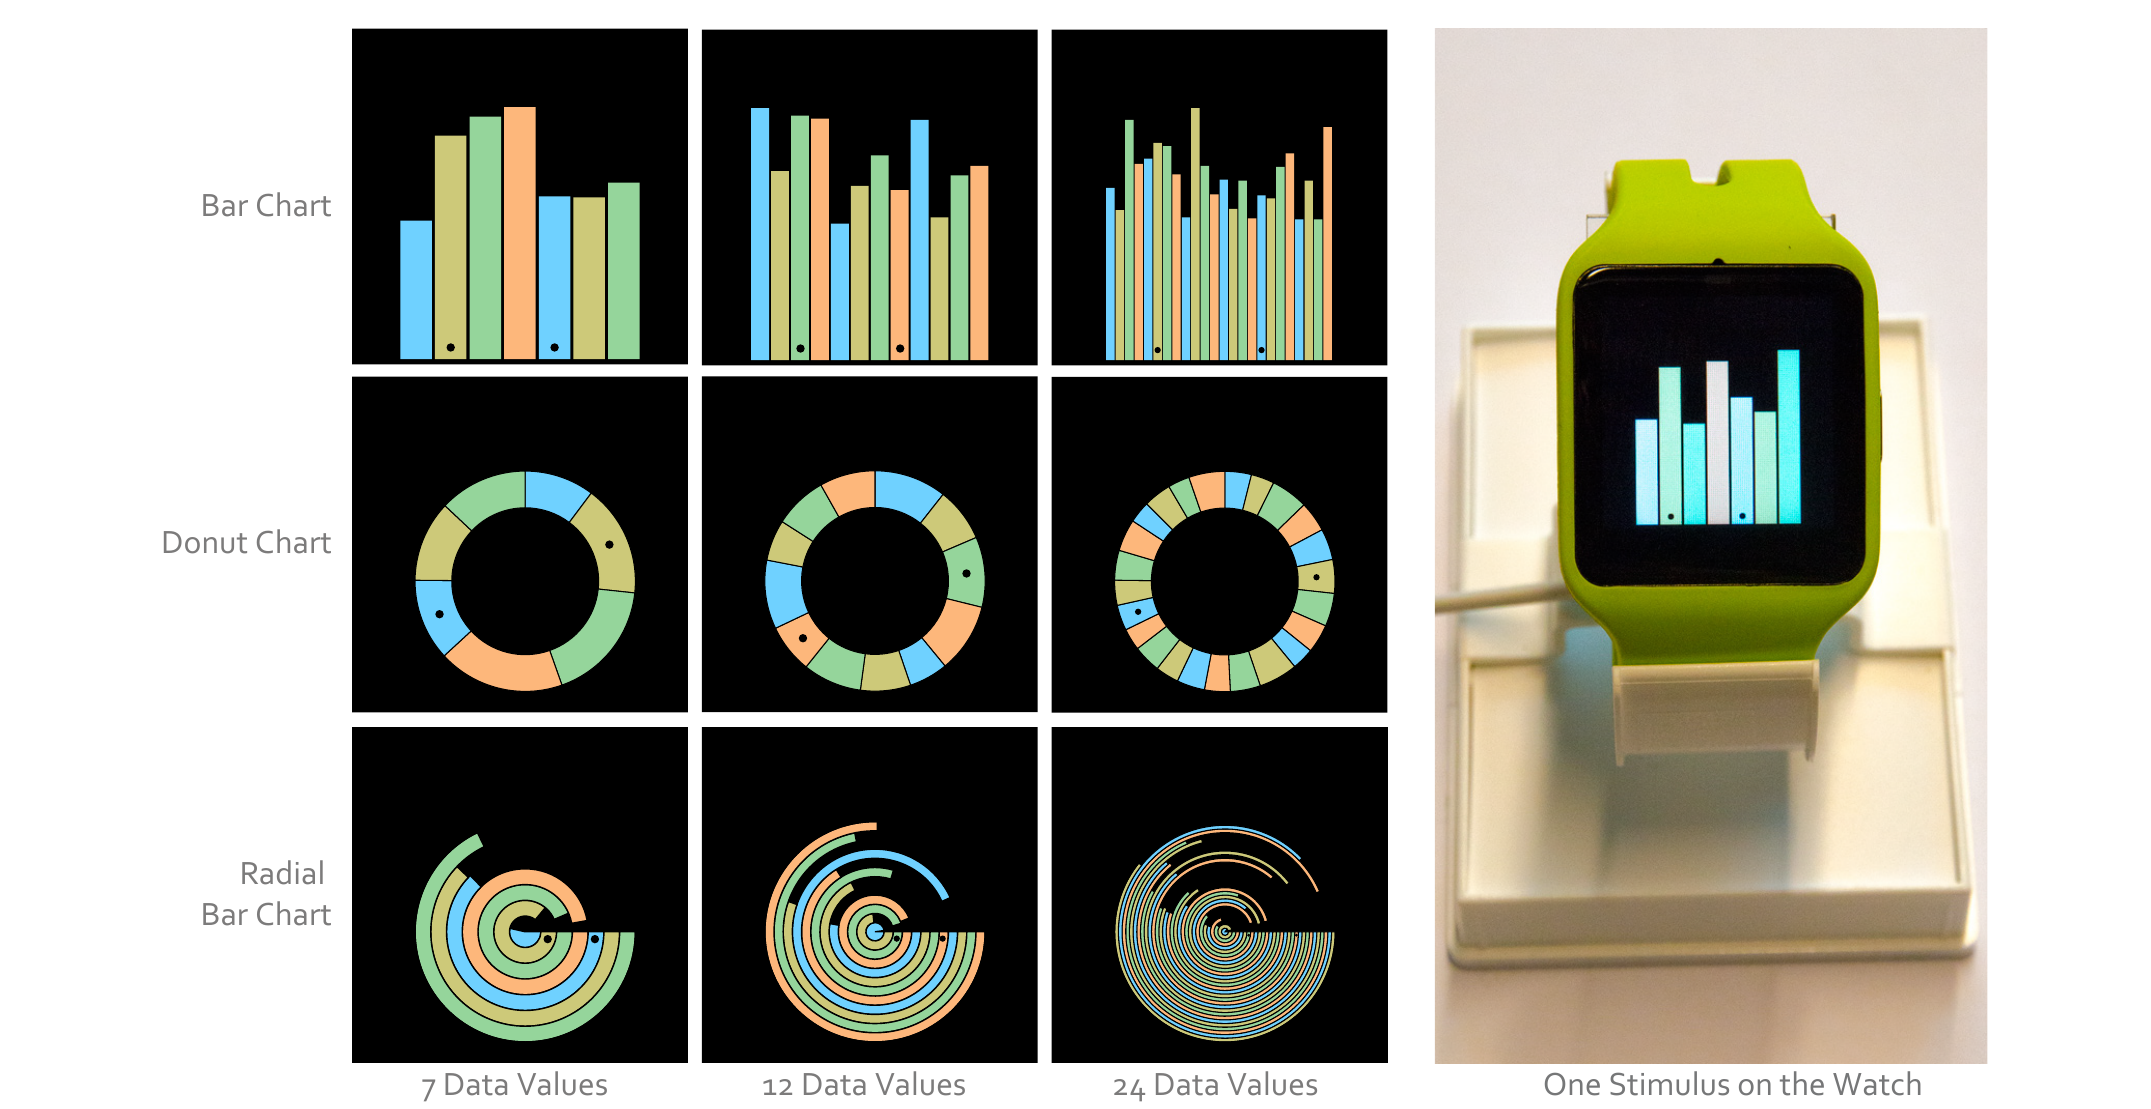 Bar Chart
Donut Chart
Radial
Bar Chart
7 Data Values
12 Data Values
24 Data Values
One Stimulus on the Watch